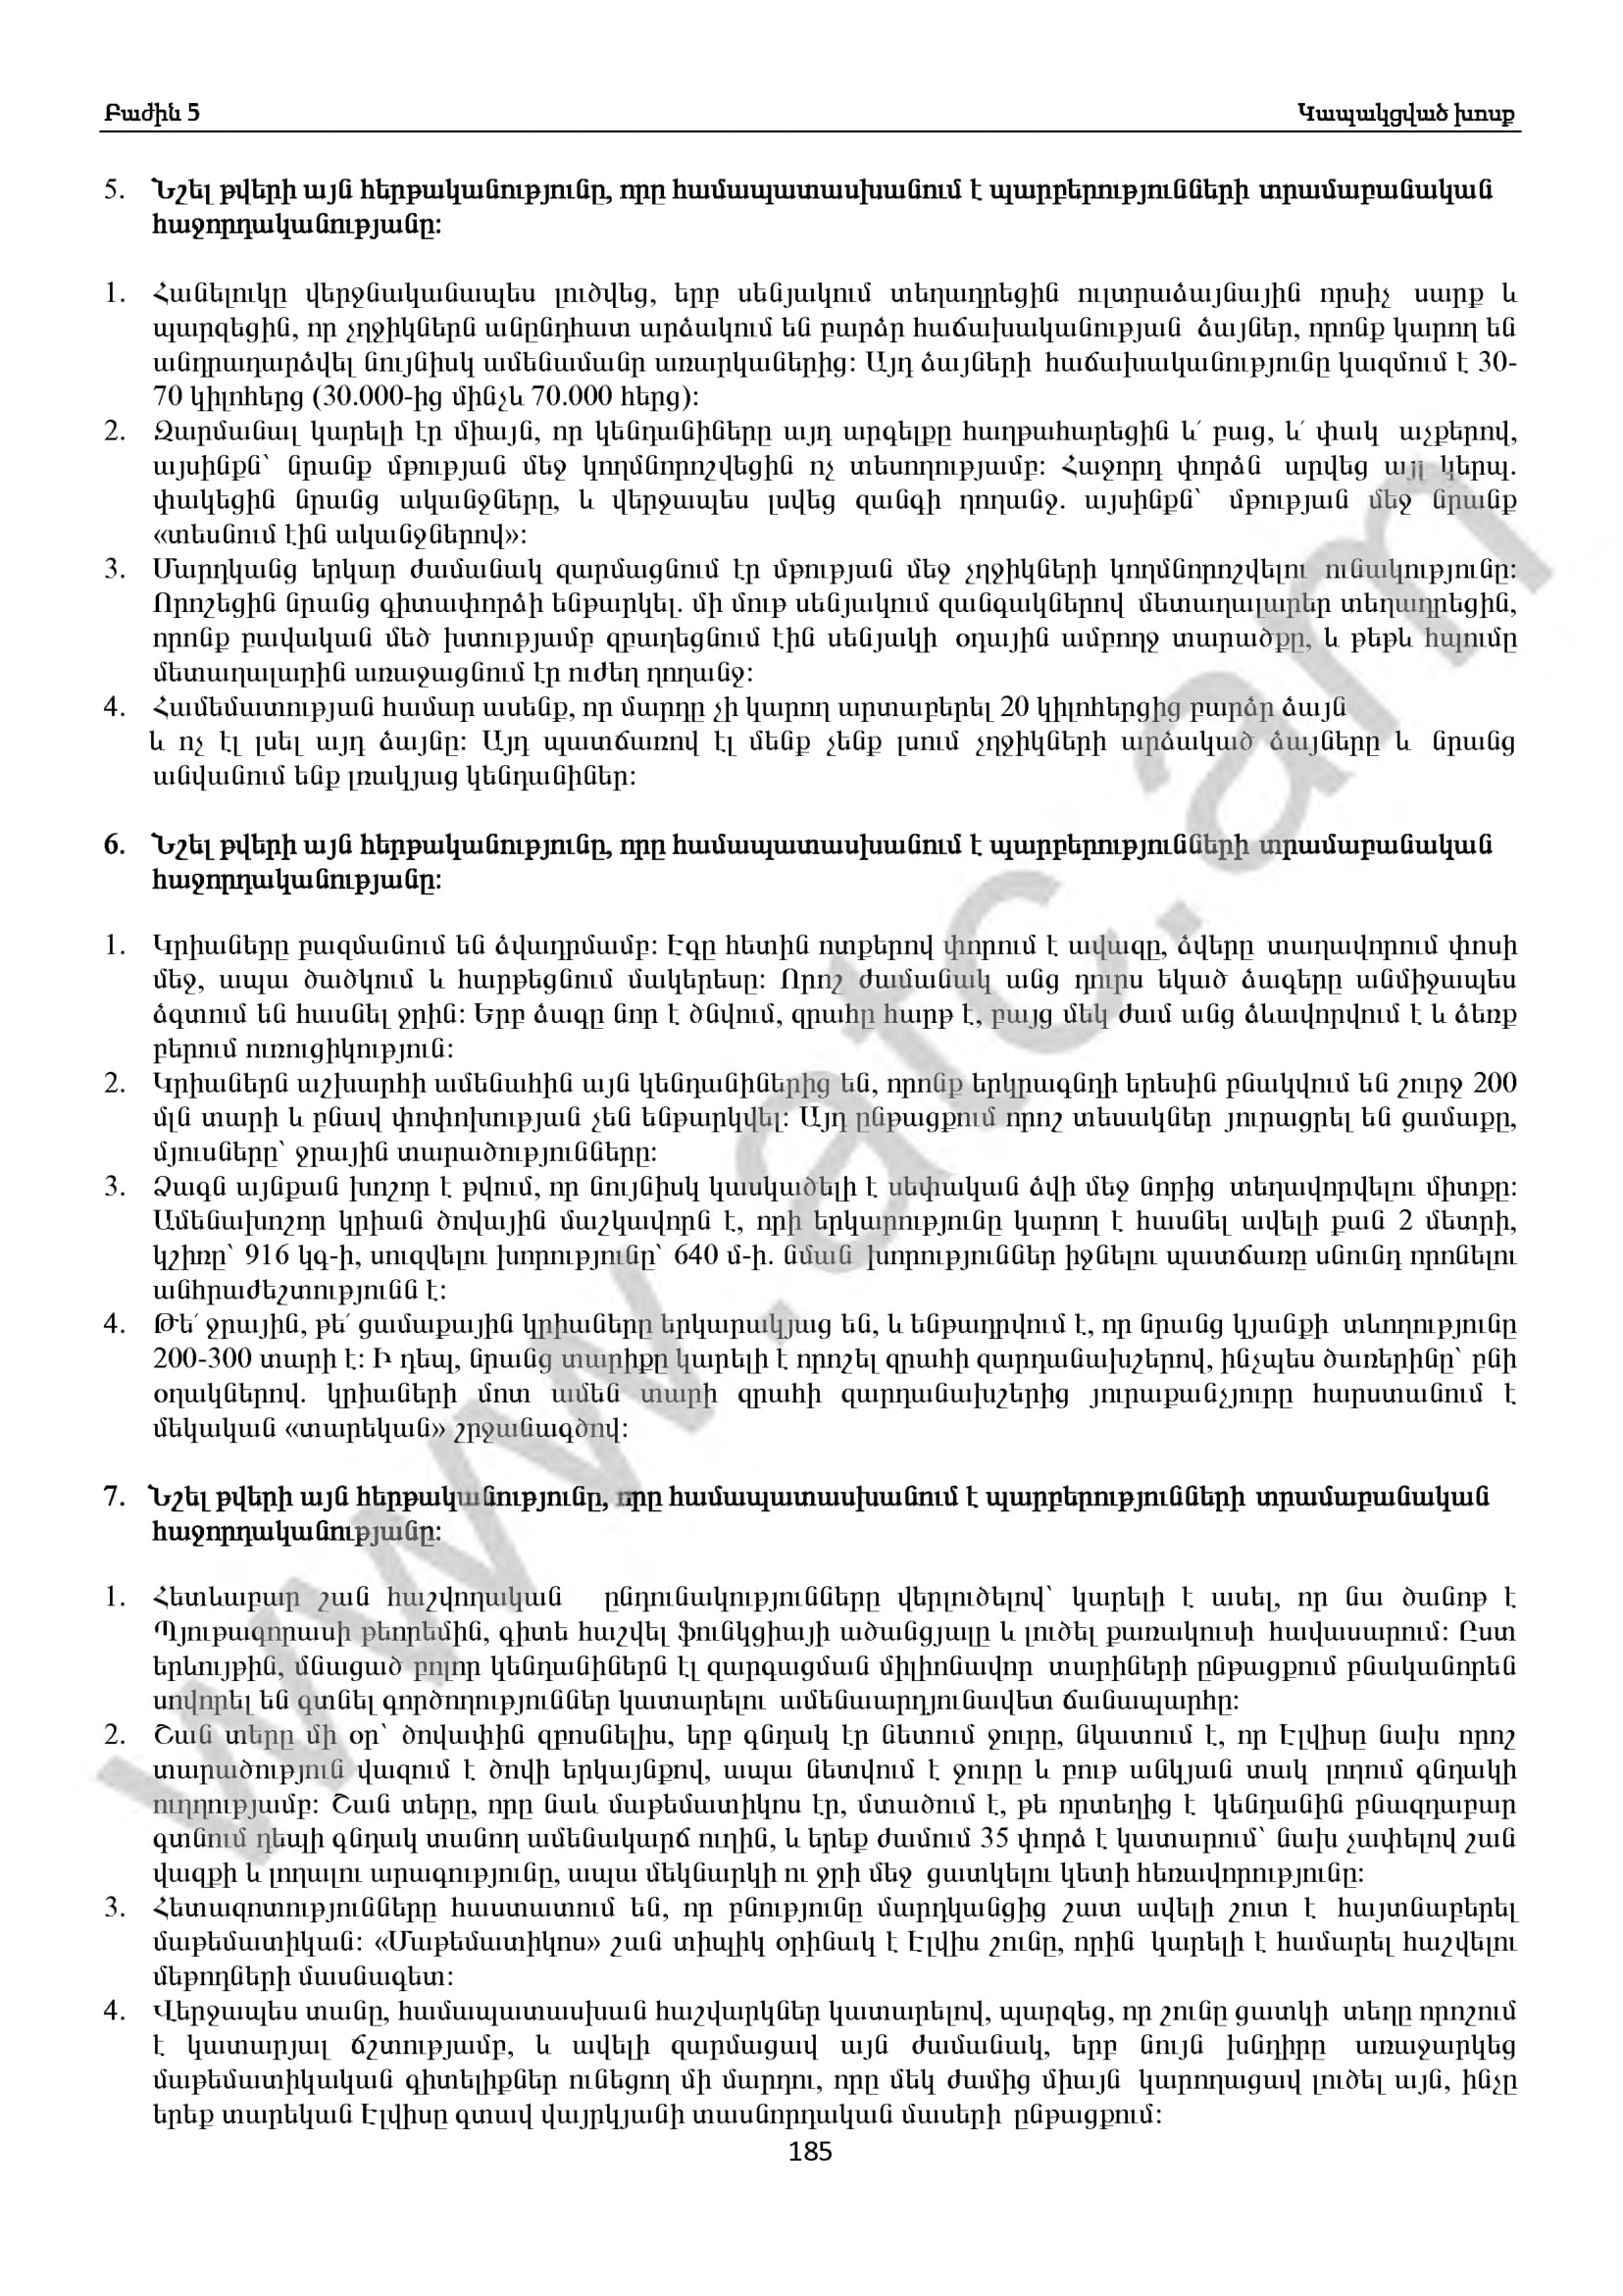 Բաժին 5 Կապակցված խոսք
5. Նշել թվերի այն հերթականությունը, որը համապատասխանում է պարբերությունների տրամաբանական
հաջորդականությանը:
1. Հանելուկը վերջնականապես լուծվեց, երբ սենյակում տեղադրեցին ուլտրաձայնային որսիչ սարք և
պարզեցին, որ չղջիկներն անընդհատ արձակում են բարձր հաճախականության ձայներ, որոնք կարող են
անդրադարձվել նույնիսկ ամենամանր առարկաներից: Այդ ձայների հաճախականությունը կազմում է 30-
70 կիլոհերց (30.000-ից մինչև 70.000 հերց):
2. Զարմանալ կարելի էր միայն, որ կենդանիները այդ արգելքը հաղթահարեցին և՛ բաց, և՛ փակ աչքերով,
այսինքն՝ նրանք մթության մեջ կողմնորոշվեցին ոչ տեսողությամբ: Հաջորդ փորձն արվեց այլ կերպ.
փակեցին նրանց ականջները, և վերջապես լսվեց զանգի ղողանջ. այսինքն՝ մթության մեջ նրանք
«տեսնում էին ականջներով»:
3. Մարդկանց երկար ժամանակ զարմացնում էր մթության մեջ չղջիկների կողմնորոշվելու ունակությունը:
Որոշեցին նրանց գիտափորձի ենթարկել. մի մութ սենյակում զանգակներով մետաղալարեր տեղադրեցին,
որոնք բավական մեծ խտությամբ զբաղեցնում էին սենյակի օդային ամբողջ տարածքը, և թեթև հպումը
մետաղալարին առաջացնում էր ուժեղ ղողանջ:
4. Համեմատության համար ասենք, որ մարդը չի կարող արտաբերել 20 կիլոհերցից բարձր ձայն
և ոչ էլ լսել այդ ձայնը: Այդ պատճառով էլ մենք չենք լսում չղջիկների արձակած ձայները և նրանց
անվանում ենք լռակյաց կենդանիներ:
6. Նշել թվերի այն հերթականությունը, որը համապատասխանում է պարբերությունների տրամաբանական
հաջորդականությանը:
1. Կրիաները բազմանում են ձվադրմամբ: Էգը հետին ոտքերով փորում է ավազը, ձվերը տաղավորում փոսի
մեջ, ապա ծածկում և հարթեցնում մակերեսը: Որոշ ժամանակ անց դուրս եկած ձագերը անմիջապես
ձգտում են հասնել ջրին: Երբ ձագը նոր է ծնվում, զրահը հարթ է, բայց մեկ ժամ անց ձևավորվում է և ձեռք
բերում ուռուցիկություն:
2. Կրիաներն աշխարհի ամենահին այն կենդանիներից են, որոնք երկրագնդի երեսին բնակվում են շուրջ 200
մլն տարի և բնավ փոփոխության չեն ենթարկվել: Այդ ընթացքում որոշ տեսակներ յուրացրել են ցամաքը,
մյուսները՝ ջրային տարածությունները:
3. Ձագն այնքան խոշոր է թվում, որ նույնիսկ կասկածելի է սեփական ձվի մեջ նորից տեղավորվելու միտքը:
Ամենախոշոր կրիան ծովային մաշկավորն է, որի երկարությունը կարող է հասնել ավելի քան 2 մետրի,
կշիռը՝ 916 կգ-ի, սուզվելու խորությունը՝ 640 մ-ի. նման խորություններ իջնելու պատճառը սնունդ որոնելու
անհրաժեշտությունն է:
4. Թե՛ ջրային, թե՛ ցամաքային կրիաները երկարակյաց են, և ենթադրվում է, որ նրանց կյանքի տևողությունը
200-300 տարի է: Ի դեպ, նրանց տարիքը կարելի է որոշել զրահի զարդանախշերով, ինչպես ծառերինը՝ բնի
օղակներով. կրիաների մոտ ամեն տարի զրահի զարդանախշերից յուրաքանչյուրը հարստանում է
մեկական «տարեկան» շրջանագծով:
7. Նշել թվերի այն հերթականությունը, որը համապատասխանում է պարբերությունների տրամաբանական
հաջորդականությանը:
1. Հետևաբար շան հաշվողական ընդունակությունները վերլուծելով՝ կարելի է ասել, որ նա ծանոթ է
Պյութագորասի թեորեմին, գիտե հաշվել ֆունկցիայի ածանցյալը և լուծել քառակուսի հավասարում: Ըստ
երևույթին, մնացած բոլոր կենդանիներն էլ զարգացման միլիոնավոր տարիների ընթացքում բնականորեն
սովորել են գտնել գործողություններ կատարելու ամենաարդյունավետ ճանապարհը:
2. Շան տերը մի օր՝ ծովափին զբոսնելիս, երբ գնդակ էր նետում ջուրը, նկատում է, որ Էլվիսը նախ որոշ
տարածություն վազում է ծովի երկայնքով, ապա նետվում է ջուրը և բութ անկյան տակ լողում գնդակի
ուղղությամբ: Շան տերը, որը նաև մաթեմատիկոս էր, մտածում է, թե որտեղից է կենդանին բնազդաբար
գտնում դեպի գնդակ տանող ամենակարճ ուղին, և երեք ժամում 35 փորձ է կատարում՝ նախ չափելով շան
վազքի և լողալու արագությունը, ապա մեկնարկի ու ջրի մեջ ցատկելու կետի հեռավորությունը:
3. Հետազոտությունները հաստատում են, որ բնությունը մարդկանցից շատ ավելի շուտ է հայտնաբերել
մաթեմատիկան: «Մաթեմատիկոս» շան տիպիկ օրինակ է Էլվիս շունը, որին կարելի է համարել հաշվելու
մեթոդների մասնագետ:
4. Վերջապես տանը, համապատասխան հաշվարկներ կատարելով, պարզեց, որ շունը ցատկի տեղը որոշում
է կատարյալ ճշտությամբ, և ավելի զարմացավ այն ժամանակ, երբ նույն խնդիրը առաջարկեց
մաթեմատիկական գիտելիքներ ունեցող մի մարդու, որը մեկ ժամից միայն կարողացավ լուծել այն, ինչը
երեք տարեկան Էլվիսը գտավ վայրկյանի տասնորդական մասերի ընթացքում:
185
www.atc.am